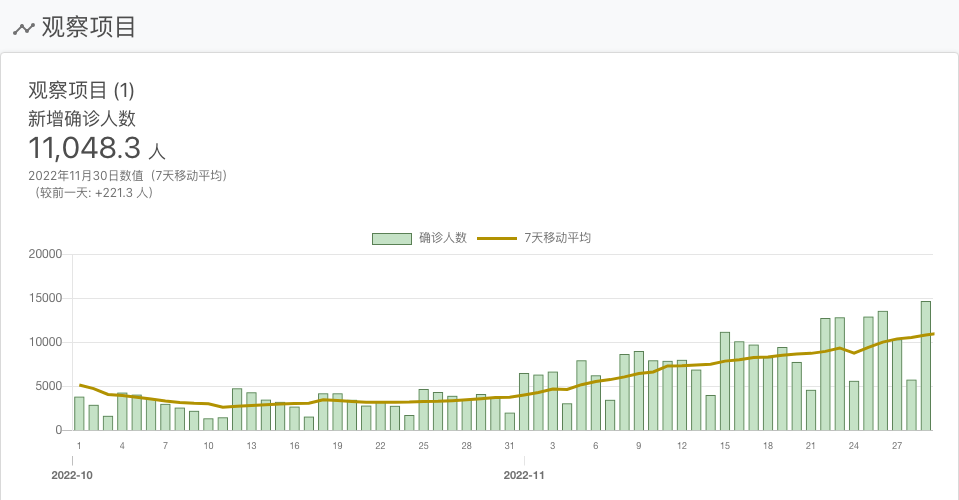 观察项目
观察项目 (1)
新增确诊人数
11,048.3 人
2022年11月30日数值（7天移动平均）
（较前一天: +221.3 人）
确诊人数 7天移动平均
20000
15000
10000
5000
0
1 4 7 10 13 16 19 22 25 28 31 3 6 9 12 15 18 21 24 27
2022-10 2022-11